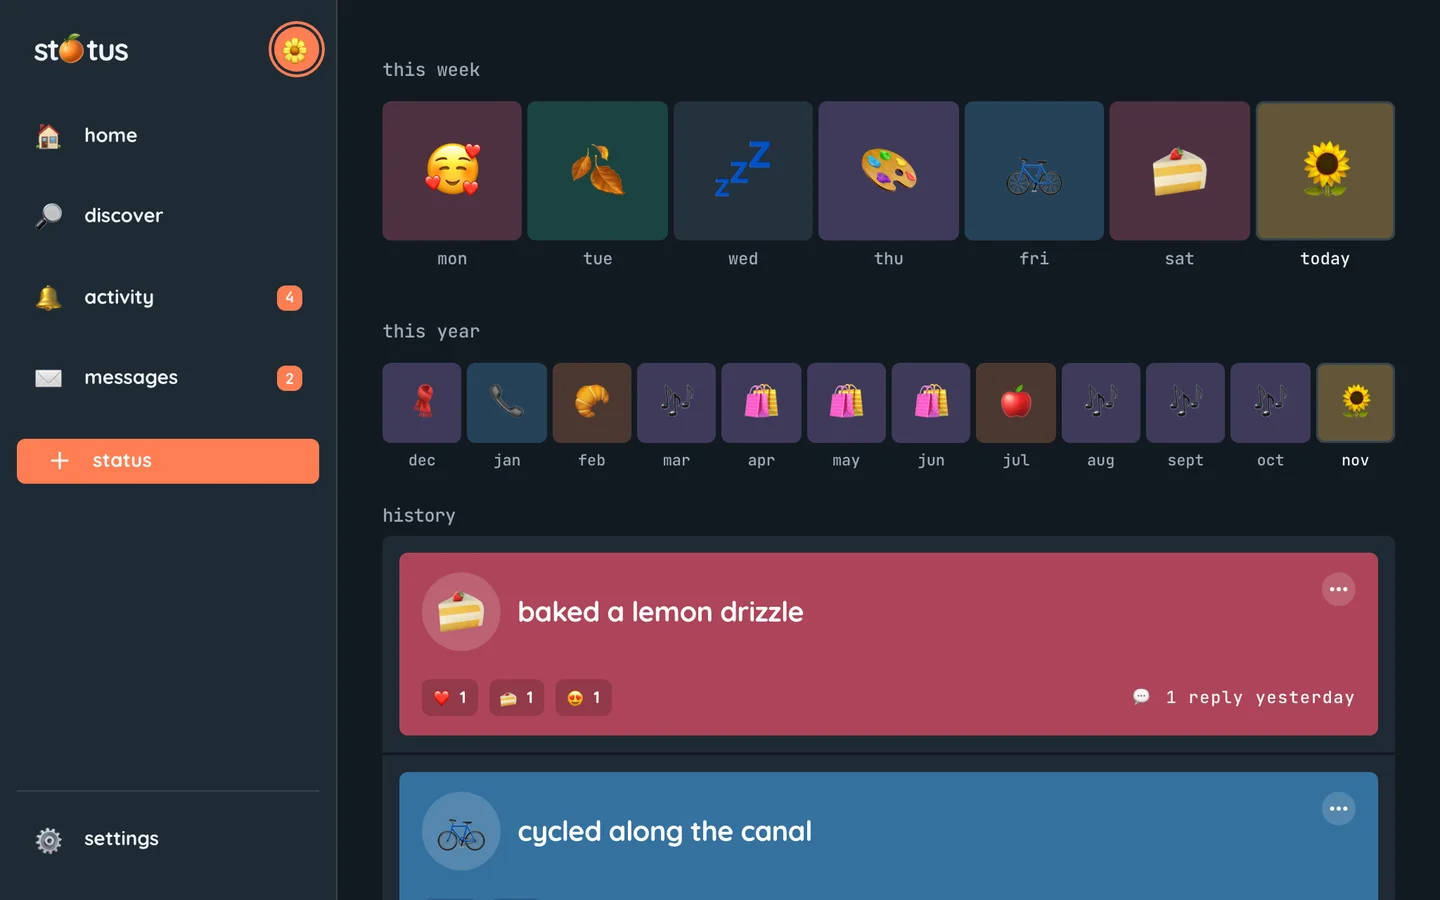 st🍊tus
home
discover
activity 4
messages 2
+ status
settings
this week
mon tue wed thu fri sat today
this year
dec jan feb mar apr may jun jul aug sept oct nov
history
baked a lemon drizzle
1 1 1 1 reply yesterday
cycled along the canal